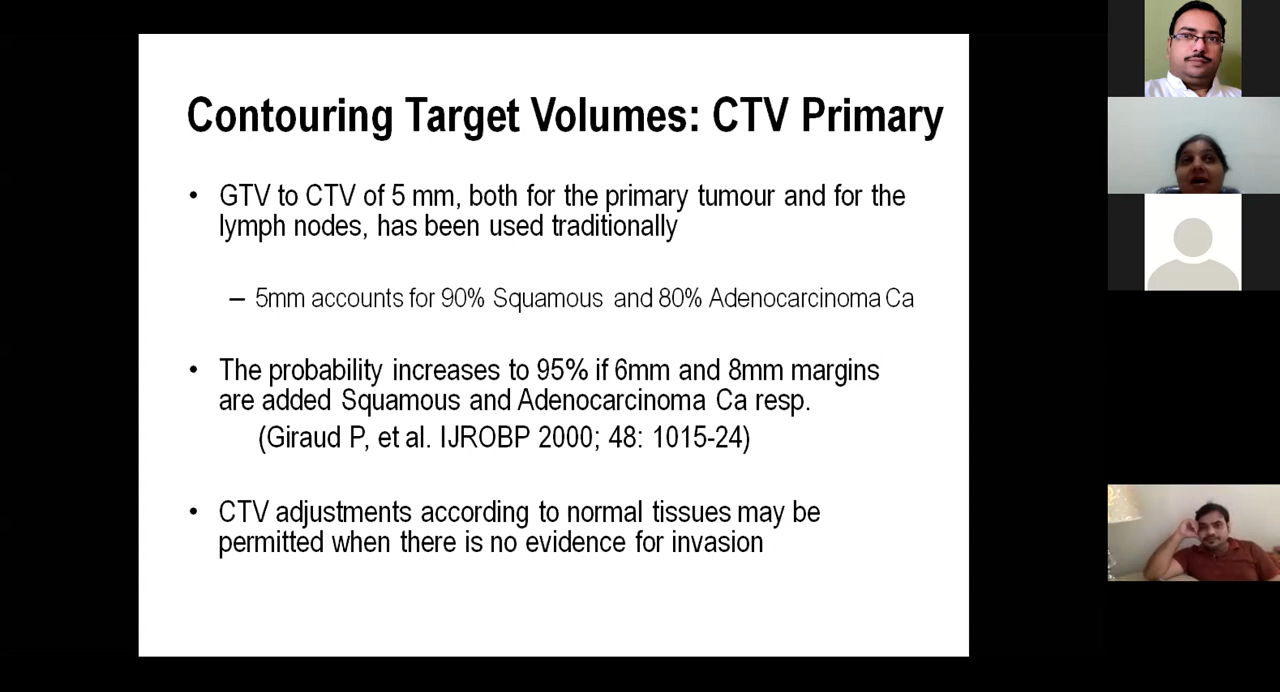 Contouring Target Volumes: CTV Primary
• GTV to CTV of 5 mm, both for the primary tumour and for the
lymph nodes, has been used traditionally
– 5mm accounts for 90% Squamous and 80% Adenocarcinoma Ca
• The probability increases to 95% if 6mm and 8mm margins
are added Squamous and Adenocarcinoma Ca resp.
(Giraud P, et al. IJROBP 2000; 48: 1015-24)
• CTV adjustments according to normal tissues may be
permitted when there is no evidence for invasion